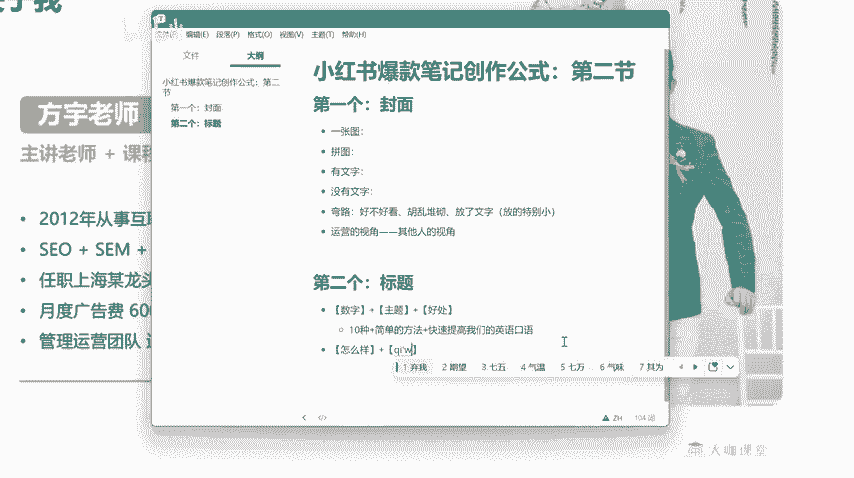 方宇老师
主讲老师 + 课程
• 2012年从事互联
• SEO + SEM +
• 任职上海某龙头
• 月度广告费 600
• 管理运营团队
编辑(E) 段落(P) 格式(O) 视图(V) 主题(T) 帮助(H)
文件 大纲
小红书爆款笔记创作公式：第二节
第一个：封面
第二个：标题
小红书爆款笔记创作公式：第二节
第一个：封面
• 一张图：
• 拼图：
• 有文字：
• 没有文字：
• 弯路：好不好看、胡乱堆砌、放了文字（放的特别小）
• 运营的视角——其他人的视角
第二个：标题
• 【数字】+【主题】+【好处】
○ 10种+简单的方法+快速提高我们的英语口语
• 【怎么样】+【qi'w】
1 弃我 2 期望 3 七五 4 气温 5 七万 6 气味 7 其为
ZH 104 词
大咖课堂